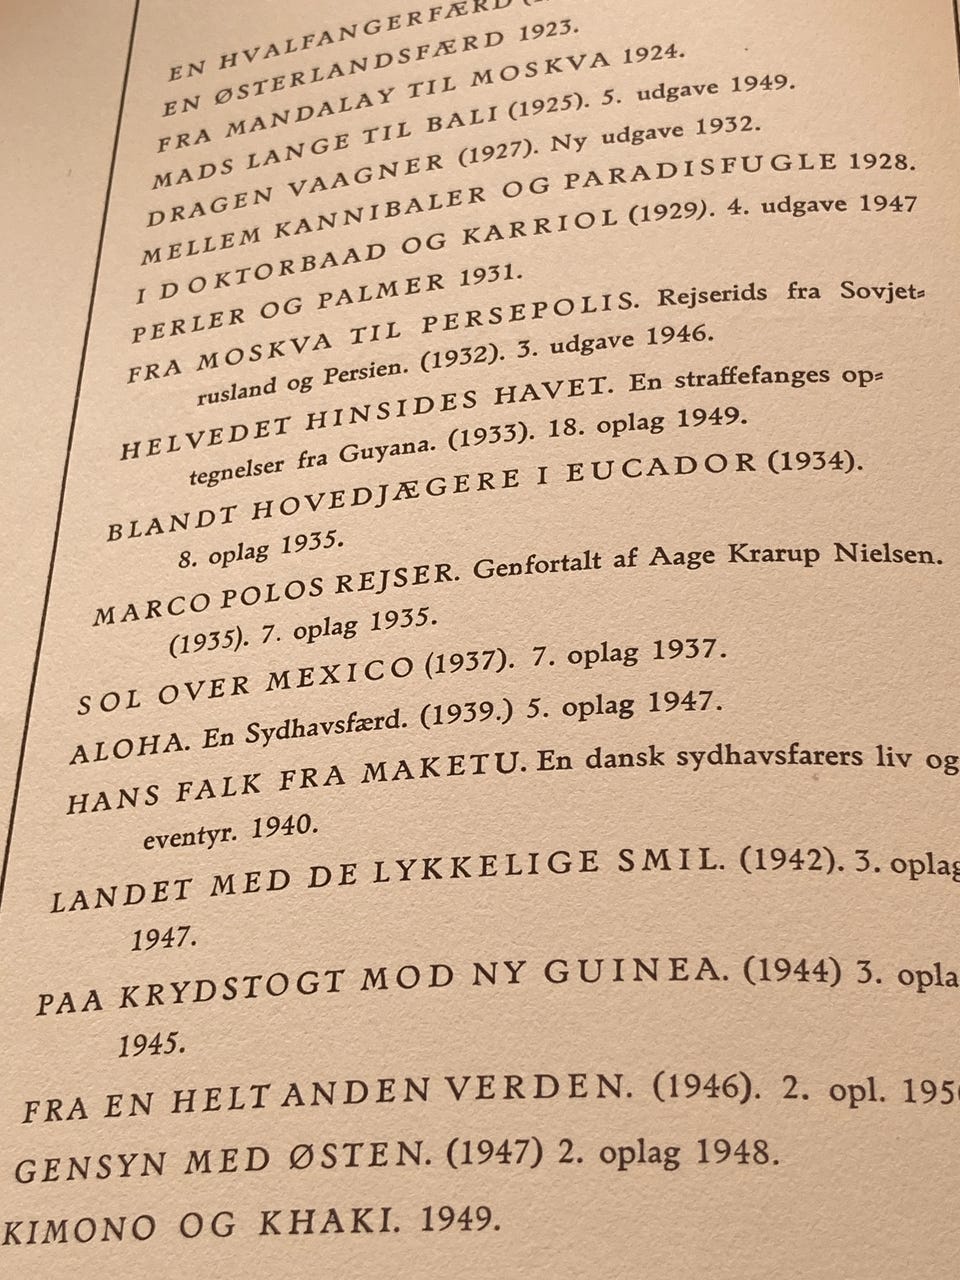 EN HVALFANGERFÆRD
EN ØSTERLANDSFÆRD 1923.
FRA MANDALAY TIL MOSKVA 1924.
MADS LANGE TIL BALI (1925). 5. udgave 1949.
DRAGEN VAAGNER (1927). Ny udgave 1932.
MELLEM KANNIBALER OG PARADISFUGLE 1928.
I DOKTORBAAD OG KARRIOL (1929). 4. udgave 1947
PERLER OG PALMER 1931.
FRA MOSKVA TIL PERSEPOLIS. Rejserids fra Sovjet-
rusland og Persien. (1932). 3. udgave 1946.
HELVEDET HINSIDES HAVET. En straffefanges op-
tegnelser fra Guyana. (1933). 18. oplag 1949.
BLANDT HOVEDJÆGERE I EUCADOR (1934).
8. oplag 1935.
MARCO POLOS REJSER. Genfortalt af Aage Krarup Nielsen.
(1935). 7. oplag 1935.
SOL OVER MEXICO (1937). 7. oplag 1937.
ALOHA. En Sydhavsfærd. (1939.) 5. oplag 1947.
HANS FALK FRA MAKETU. En dansk sydhavsfarers liv og
eventyr. 1940.
LANDET MED DE LYKKELIGE SMIL. (1942). 3. oplag
1947.
PAA KRYDSTOGT MOD NY GUINEA. (1944) 3. opla
1945.
FRA EN HELT ANDEN VERDEN. (1946). 2. opl. 195
GENSYN MED ØSTEN. (1947) 2. oplag 1948.
KIMONO OG KHAKI. 1949.